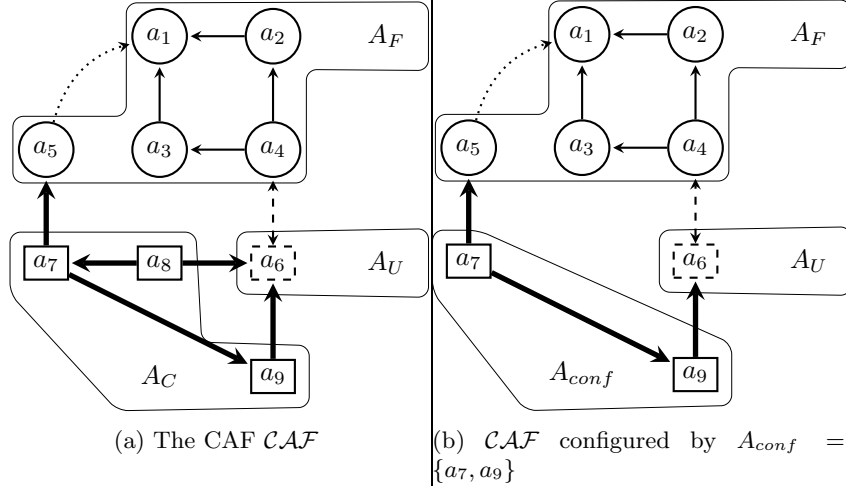 a1 a2 A_F
a5 a3 a4
a7 a8 a6 A_U
A_C a9
(a) The CAF CAF
a1 a2 A_F
a5 a3 a4
a7 a6 A_U
A_conf a9
(b) CAF configured by A_conf =
{a7, a9}